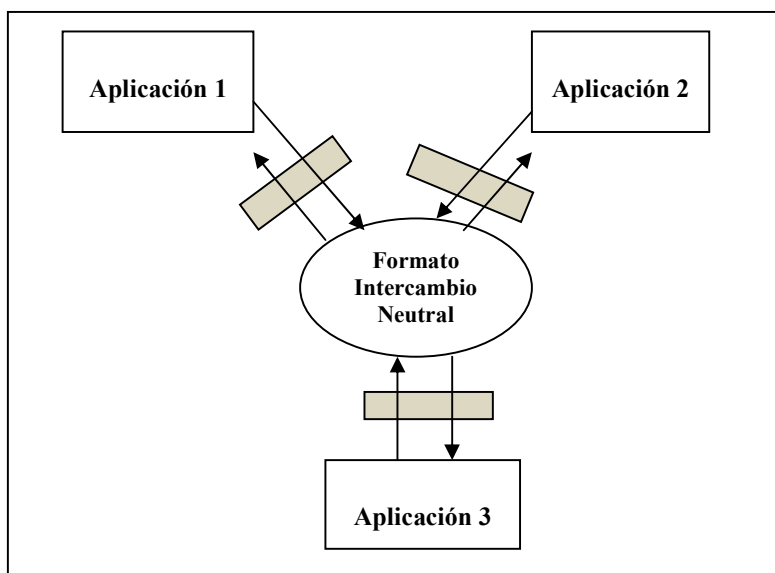 Aplicación 1
Aplicación 2
Formato
Intercambio
Neutral
Aplicación 3